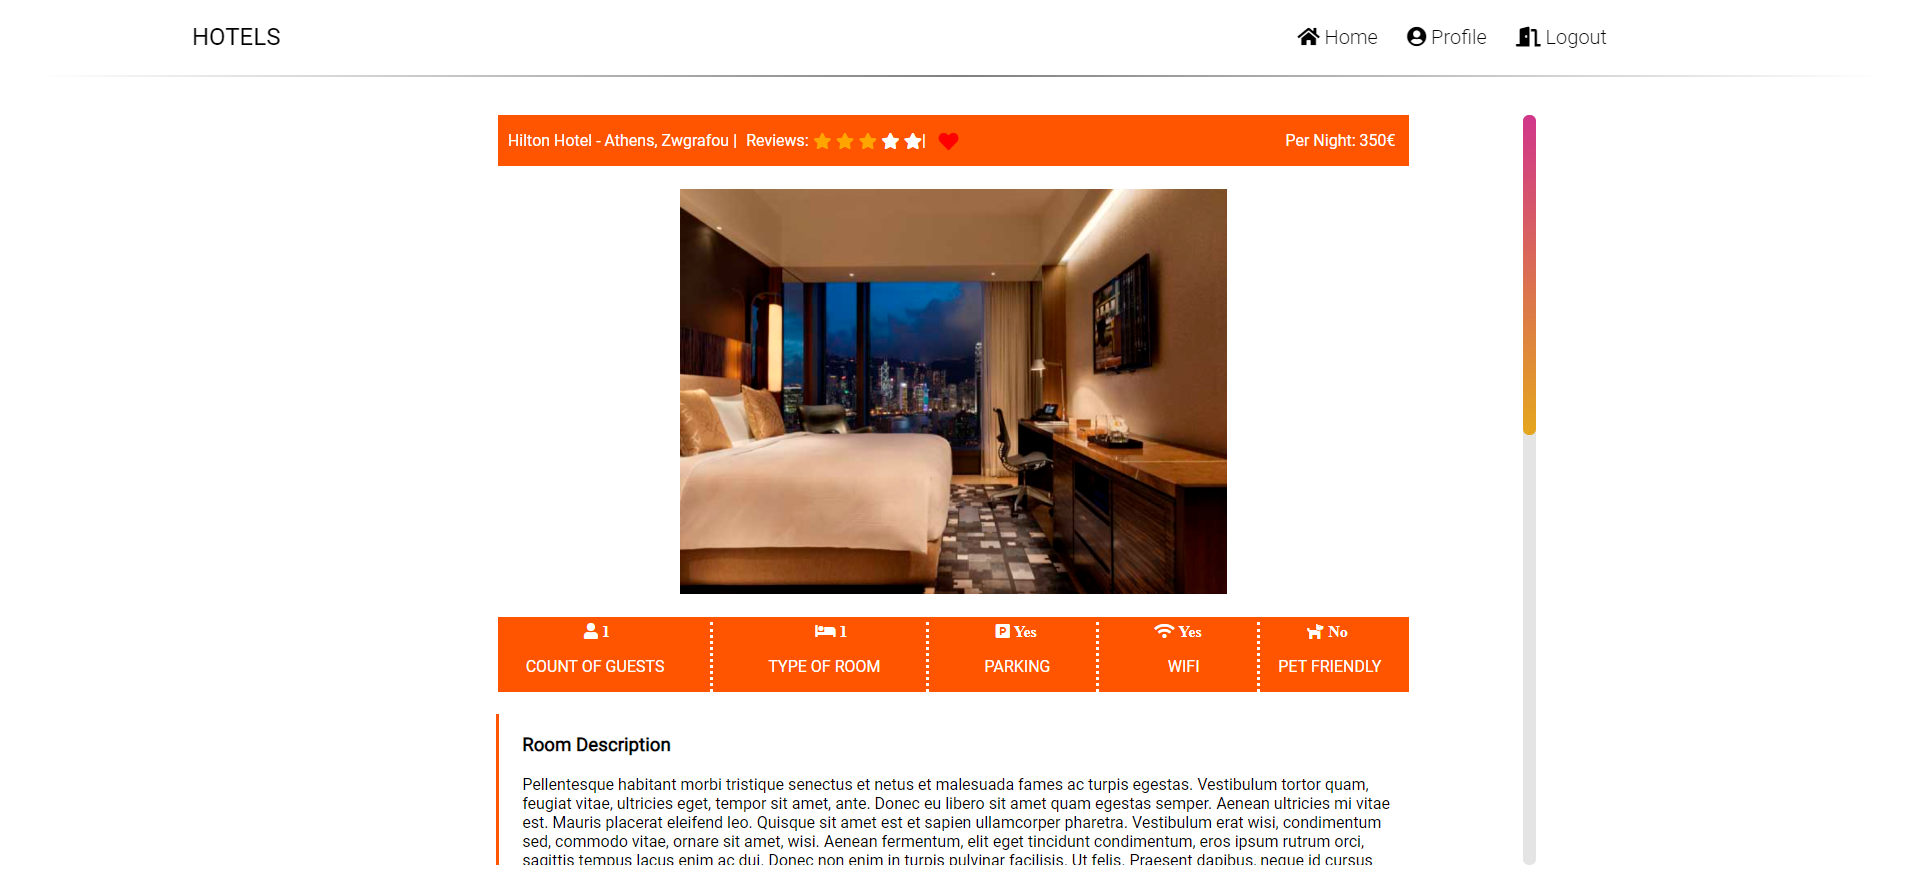 HOTELS
Home Profile Logout
Hilton Hotel - Athens, Zwgrafou | Reviews: | Per Night: 350€
1 1 Yes Yes No
COUNT OF GUESTS TYPE OF ROOM PARKING WIFI PET FRIENDLY
Room Description
Pellentesque habitant morbi tristique senectus et netus et malesuada fames ac turpis egestas. Vestibulum tortor quam,
feugiat vitae, ultricies eget, tempor sit amet, ante. Donec eu libero sit amet quam egestas semper. Aenean ultricies mi vitae
est. Mauris placerat eleifend leo. Quisque sit amet est et sapien ullamcorper pharetra. Vestibulum erat wisi, condimentum
sed, commodo vitae, ornare sit amet, wisi. Aenean fermentum, elit eget tincidunt condimentum, eros ipsum rutrum orci,
sagittis tempus lacus enim ac dui. Donec non enim in turpis pulvinar facilisis. Ut felis. Praesent dapibus, neque id cursus